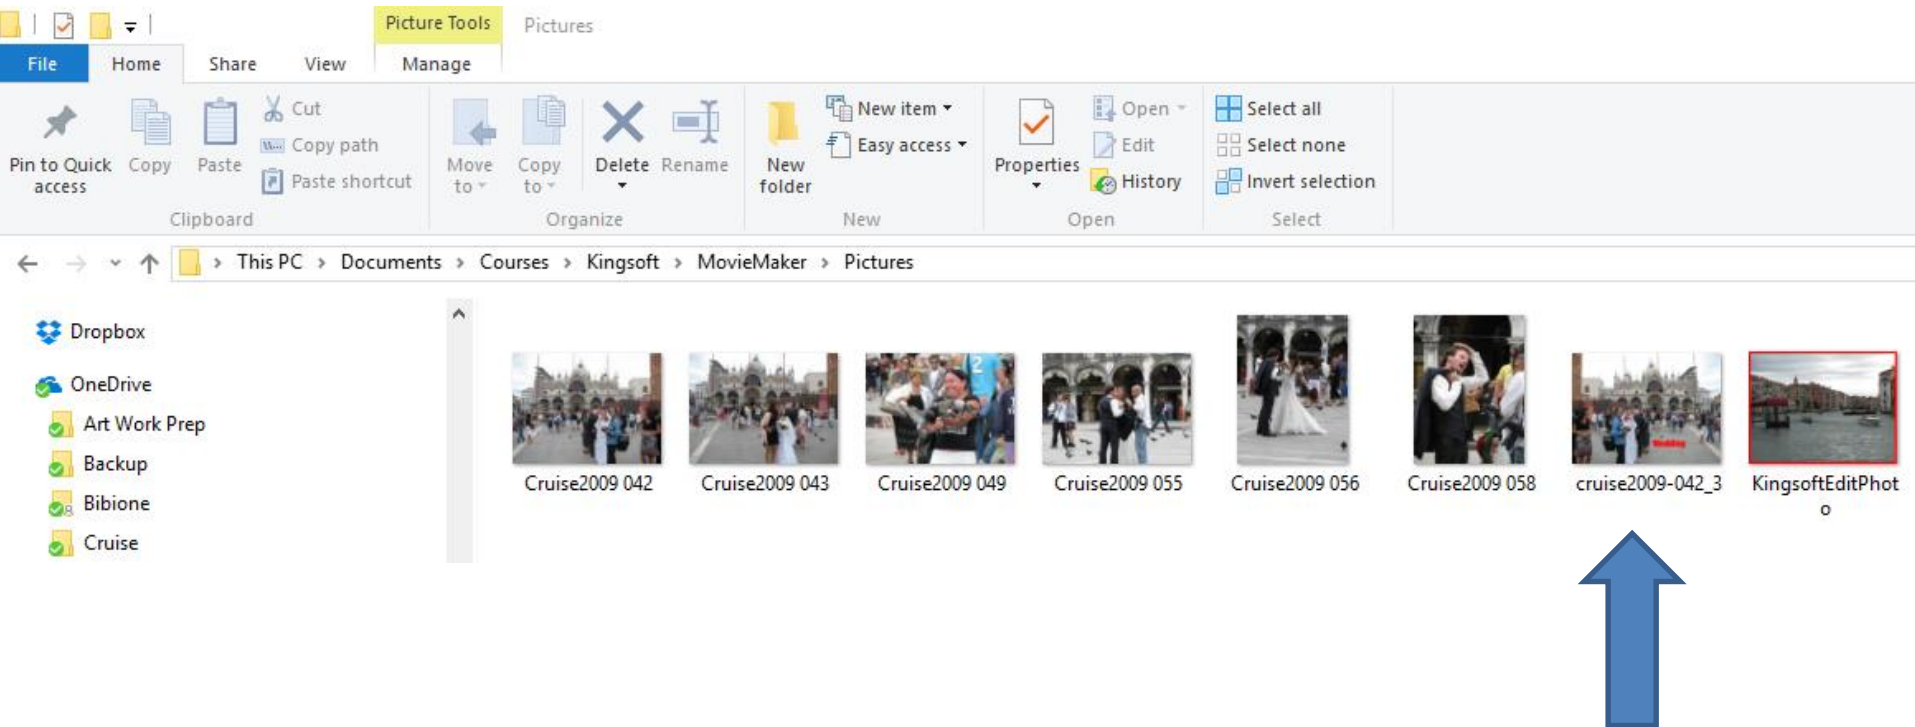 Picture Tools Pictures
File Home Share View Manage
Pin to Quick access
Copy
Paste
Cut
Copy path
Paste shortcut
Clipboard
Move to
Copy to
Delete
Rename
Organize
New folder
New item
Easy access
New
Properties
Open
Edit
History
Open
Select all
Select none
Invert selection
Select
This PC > Documents > Courses > Kingsoft > MovieMaker > Pictures
Dropbox
OneDrive
Art Work Prep
Backup
Bibione
Cruise
2
Wedding
Cruise2009 042
Cruise2009 043
Cruise2009 049
Cruise2009 055
Cruise2009 056
Cruise2009 058
cruise2009-042_3
KingsoftEditPhot
o